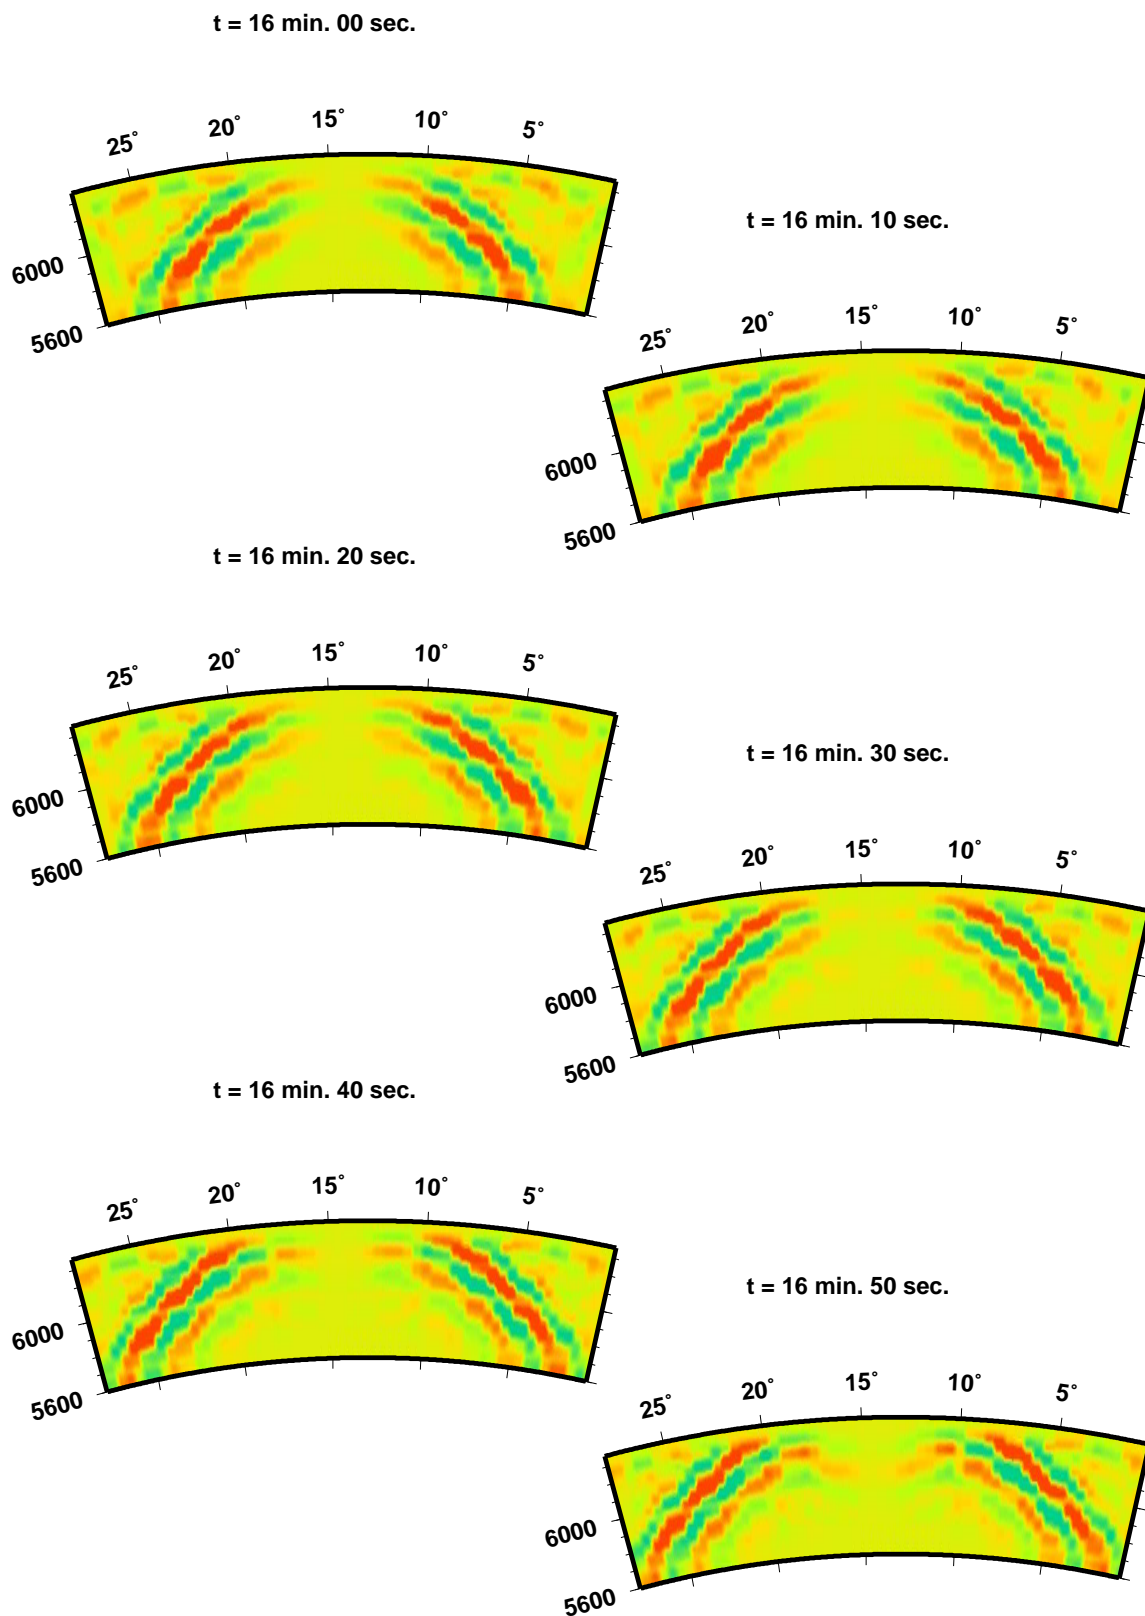 t = 16 min. 00 sec.
25° 20° 15° 10° 5°
6000
5600
t = 16 min. 10 sec.
25° 20° 15° 10° 5°
6000
5600
t = 16 min. 20 sec.
25° 20° 15° 10° 5°
6000
5600
t = 16 min. 30 sec.
25° 20° 15° 10° 5°
6000
5600
t = 16 min. 40 sec.
25° 20° 15° 10° 5°
6000
5600
t = 16 min. 50 sec.
25° 20° 15° 10° 5°
6000
5600